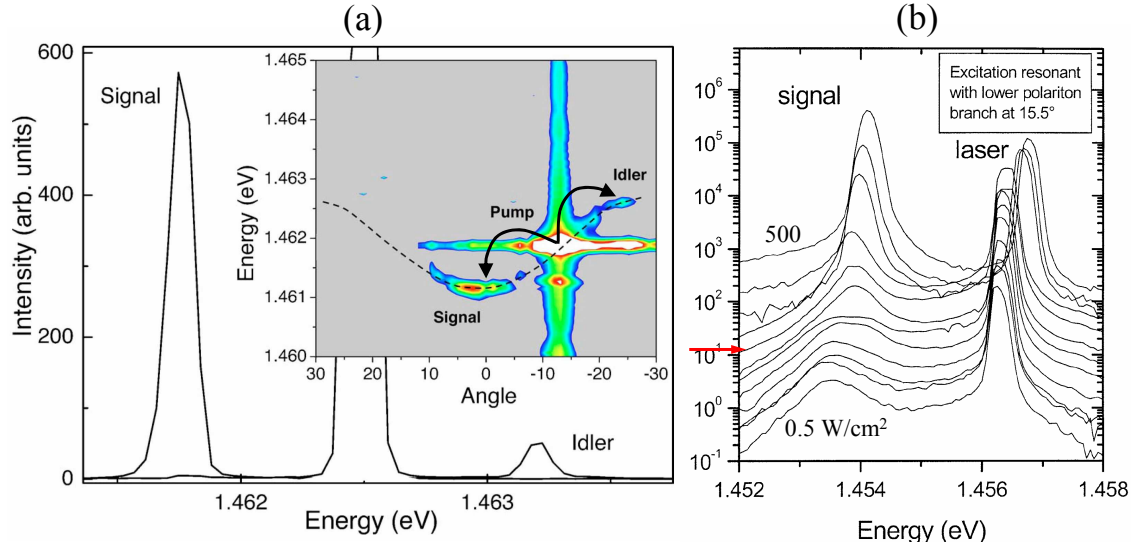 (a)
(b)
600
400
200
0
Intensity (arb. units)
Signal
Idler
1.462
1.463
Energy (eV)
1.465
1.464
1.463
1.462
1.461
1.460
Energy (eV)
Idler
Pump
Signal
30
20
10
0
-10
-20
-30
Angle
10^6
10^5
10^4
10^3
10^2
10^1
10^0
10^-1
signal
Excitation resonant
with lower polariton
branch at 15.5°
laser
500
0.5 W/cm²
1.452
1.454
1.456
1.458
Energy (eV)